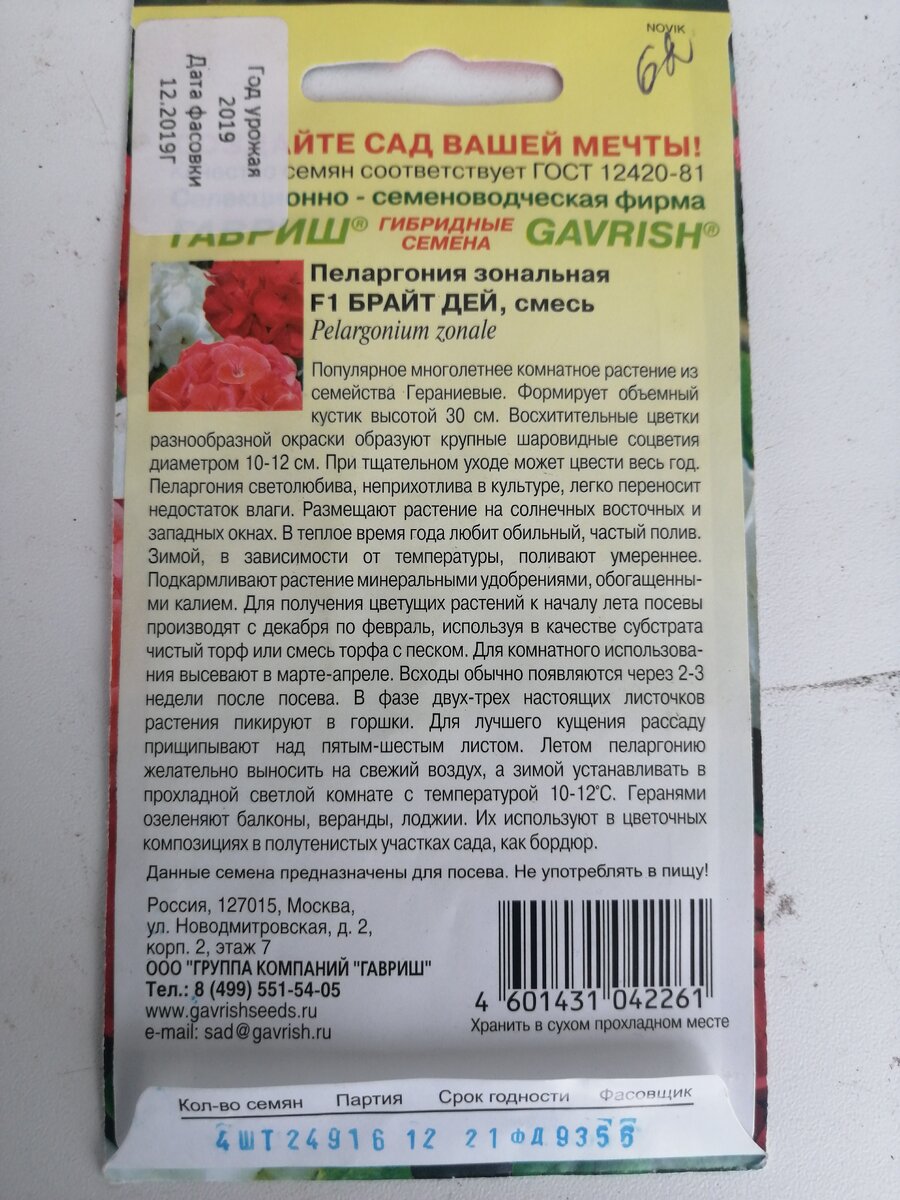 NOVIK
62
Год урожая
2019
Дата фасовки
12.2019г
АЙТЕ САД ВАШЕЙ МЕЧТЫ!
семян соответствует ГОСТ 12420-81
Селекционно - семеноводческая фирма
ГАВРИШ® ГИБРИДНЫЕ СЕМЕНА GAVRISH®
Пеларгония зональная
F1 БРАЙТ ДЕЙ, смесь
Pelargonium zonale
Популярное многолетнее комнатное растение из
семейства Гераниевые. Формирует объемный
кустик высотой 30 см. Восхитительные цветки
разнообразной окраски образуют крупные шаровидные соцветия
диаметром 10-12 см. При тщательном уходе может цвести весь год.
Пеларгония светолюбива, неприхотлива в культуре, легко переносит
недостаток влаги. Размещают растение на солнечных восточных и
западных окнах. В теплое время года любит обильный, частый полив.
Зимой, в зависимости от температуры, поливают умереннее.
Подкармливают растение минеральными удобрениями, обогащенны-
ми калием. Для получения цветущих растений к началу лета посевы
производят с декабря по февраль, используя в качестве субстрата
чистый торф или смесь торфа с песком. Для комнатного использова-
ния высевают в марте-апреле. Всходы обычно появляются через 2-3
недели после посева. В фазе двух-трех настоящих листочков
растения пикируют в горшки. Для лучшего кущения рассаду
прищипывают над пятым-шестым листом. Летом пеларгонию
желательно выносить на свежий воздух, а зимой устанавливать в
прохладной светлой комнате с температурой 10-12°С. Геранями
озеленяют балконы, веранды, лоджии. Их используют в цветочных
композициях в полутенистых участках сада, как бордюр.
Данные семена предназначены для посева. Не употреблять в пищу!
Россия, 127015, Москва,
ул. Новодмитровская, д. 2,
корп. 2, этаж 7
ООО "ГРУППА КОМПАНИЙ "ГАВРИШ"
Тел.: 8 (499) 551-54-05
www.gavrishseeds.ru
e-mail: sad@gavrish.ru
4 601431 042261
Хранить в сухом прохладном месте
Кол-во семян Партия Срок годности Фасовщик
4ШТ24916 12 21ФД9356